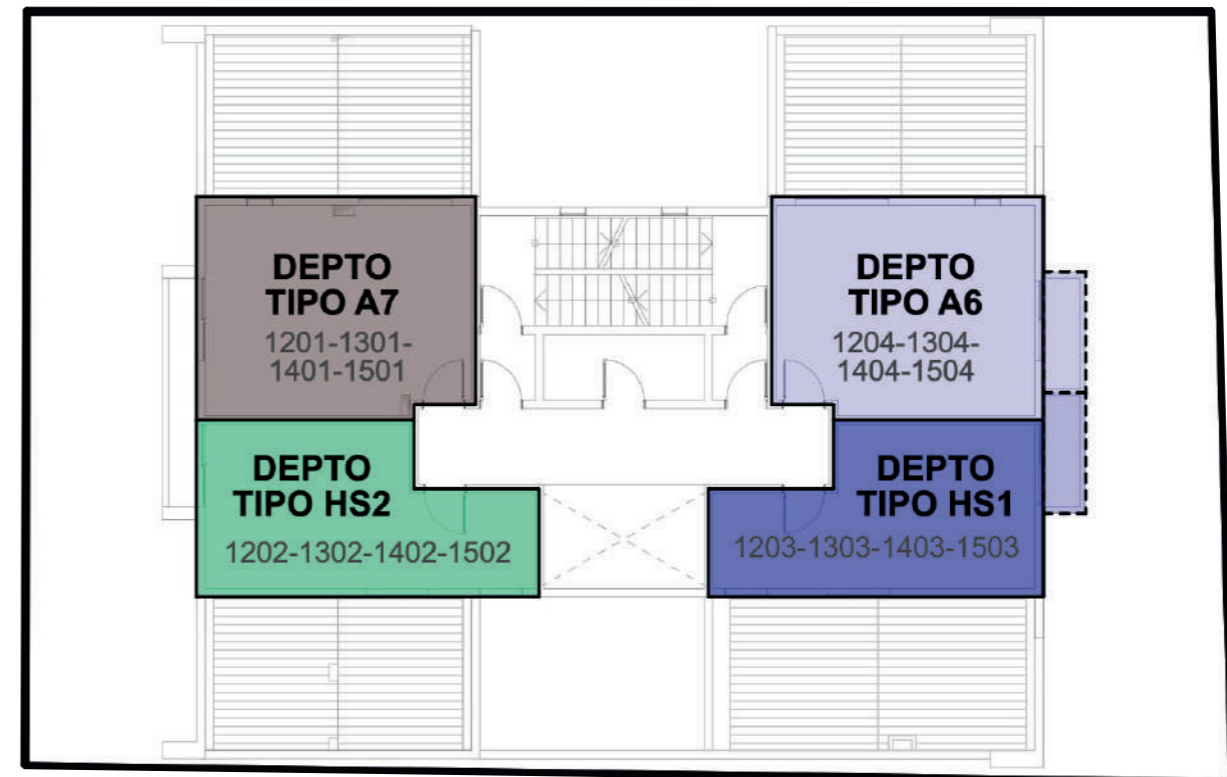 DEPTO
TIPO A7
1201-1301-
1401-1501
DEPTO
TIPO A6
1204-1304-
1404-1504
DEPTO
TIPO HS2
1202-1302-1402-1502
DEPTO
TIPO HS1
1203-1303-1403-1503